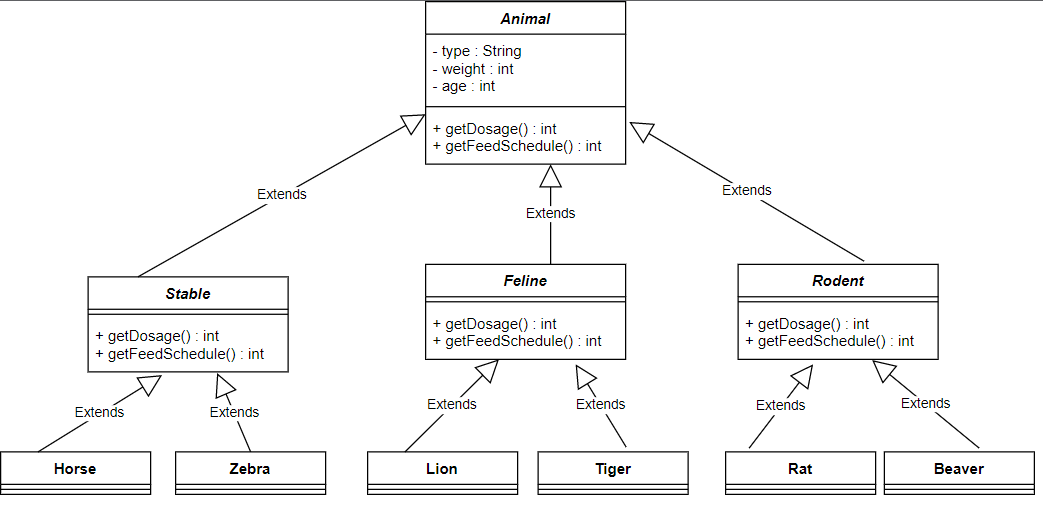 Animal
- type : String
- weight : int
- age : int
+ getDosage() : int
+ getFeedSchedule() : int
Extends
Extends
Extends
Stable
+ getDosage() : int
+ getFeedSchedule() : int
Feline
+ getDosage() : int
+ getFeedSchedule() : int
Rodent
+ getDosage() : int
+ getFeedSchedule() : int
Extends
Extends
Extends
Extends
Extends
Extends
Horse
Zebra
Lion
Tiger
Rat
Beaver